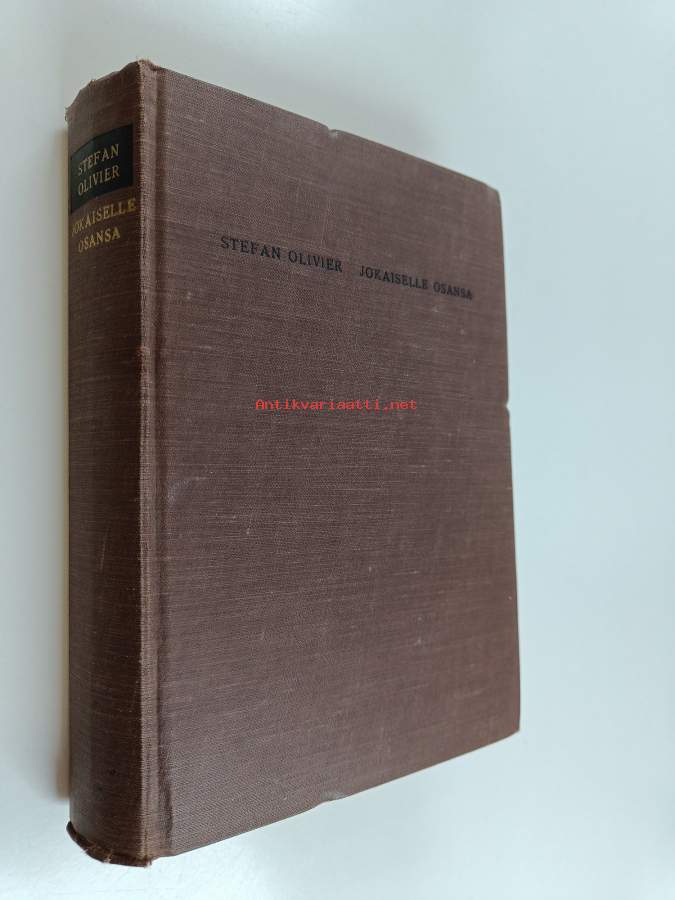 STEFAN
OLIVIER
JOKAISELLE
OSANSA
STEFAN OLIVIER JOKAISELLE OSANSA
Antikvariaatti.net